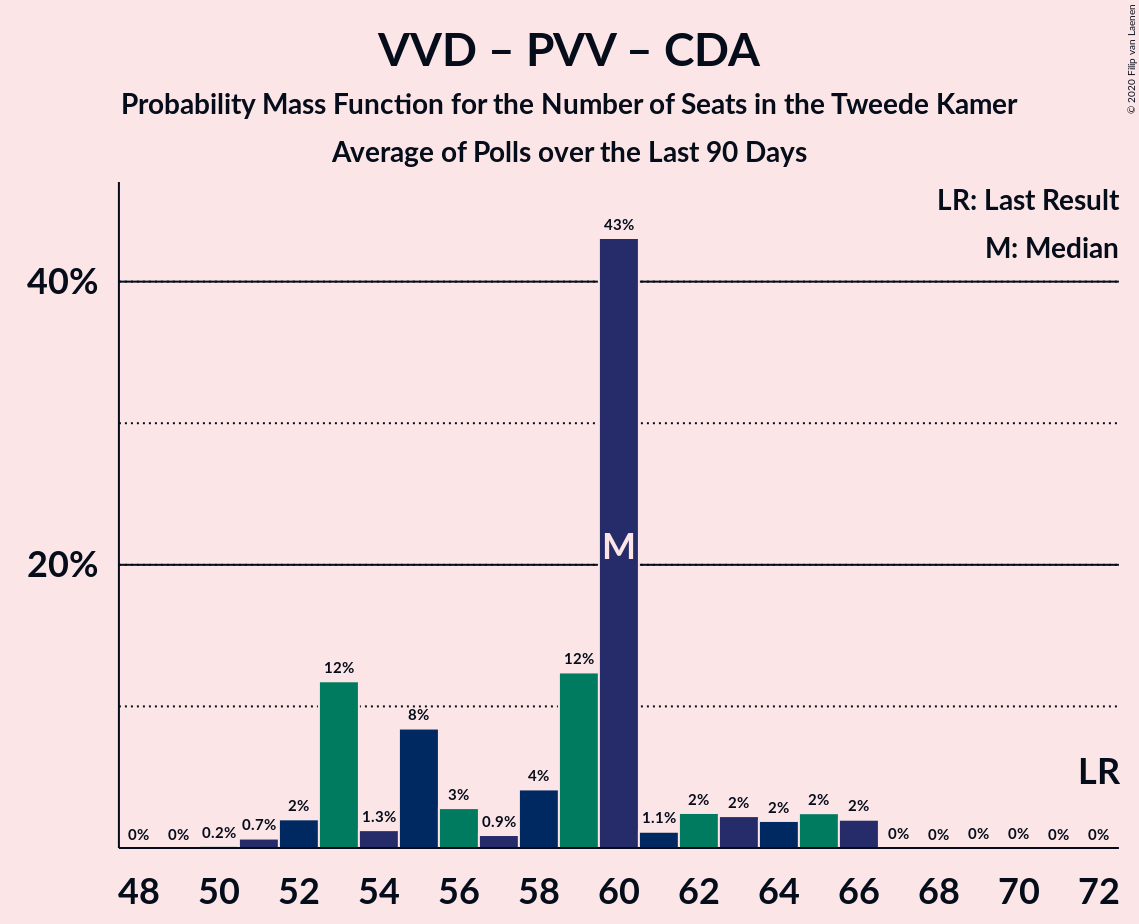 VVD – PVV – CDA
Probability Mass Function for the Number of Seats in the Tweede Kamer
Average of Polls over the Last 90 Days
© 2020 Filip van Laenen
LR: Last Result
M: Median
40%
20%
0% 0% 0.2% 0.7% 2% 12% 1.3% 8% 3% 0.9% 4% 12% 43% 1.1% 2% 2% 2% 2% 2% 0% 0% 0% 0% 0% 0%
M
LR
48 50 52 54 56 58 60 62 64 66 68 70 72